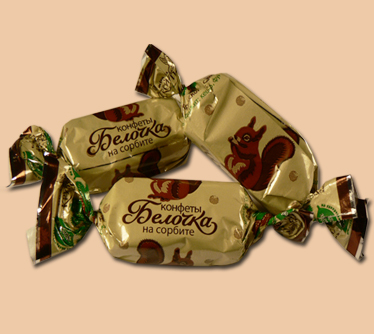 конфеты
Белочка
на сорбите
конфеты
Белочка
на сорбите